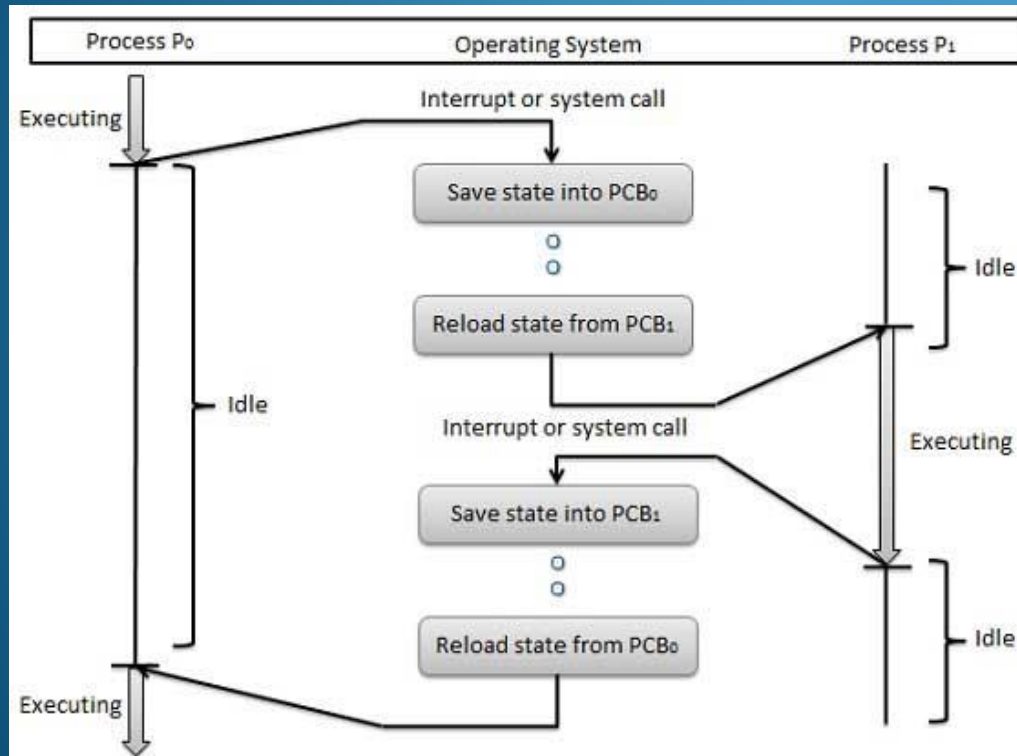 Process P₀ Operating System Process P₁
Interrupt or system call
Executing
Save state into PCB₀
Idle
Reload state from PCB₁
Idle
Interrupt or system call
Executing
Save state into PCB₁
Reload state from PCB₀
Idle
Executing